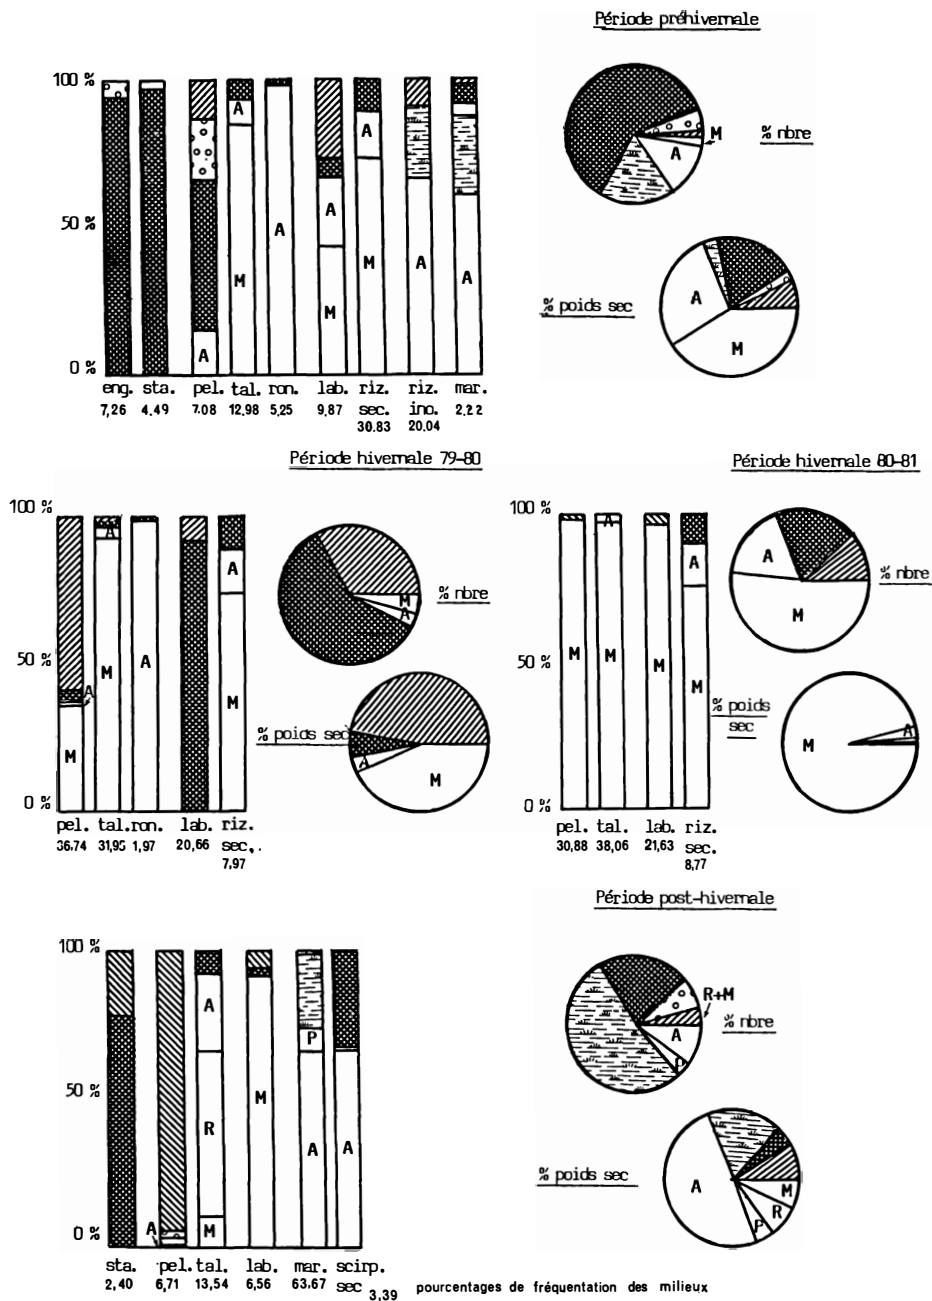 Période préhivernale
100 %
50 %
0 %
A
M
A
A
M
A
M
A
A
A
eng. sta. pel. tal. ron. lab. riz. riz. mar.
sec. ino.
7,26 4.49 7.08 12.98 5,25 9,87 30.83 20.04 2.22
M
A
% nbre
A
M
% poids sec
Période hivernale 79-80
100 %
50 %
0 %
A
M
A
M
A
A
M
pel. tal. ron. lab. riz.
sec.
36.74 31,95 1,97 20,66 7,97
M
A
% nbre
% poids sec
A
M
Période hivernale 80-81
100 %
50 %
0 %
M
A
M
M
A
M
pel. tal. lab. riz.
sec.
30,88 38,06 21,63 8,77
A
M
% nbre
% poids
sec
M
A
Période post-hivernale
100 %
50 %
0 %
A
A
R
M
M
P
A
A
sta. pel. tal. lab. mar. scirp.
sec
2,40 6,71 13,54 6,56 63,67 3,39
R+M
% nbre
A
P
% poids sec
A
M
R
P
pourcentages de fréquentation des milieux